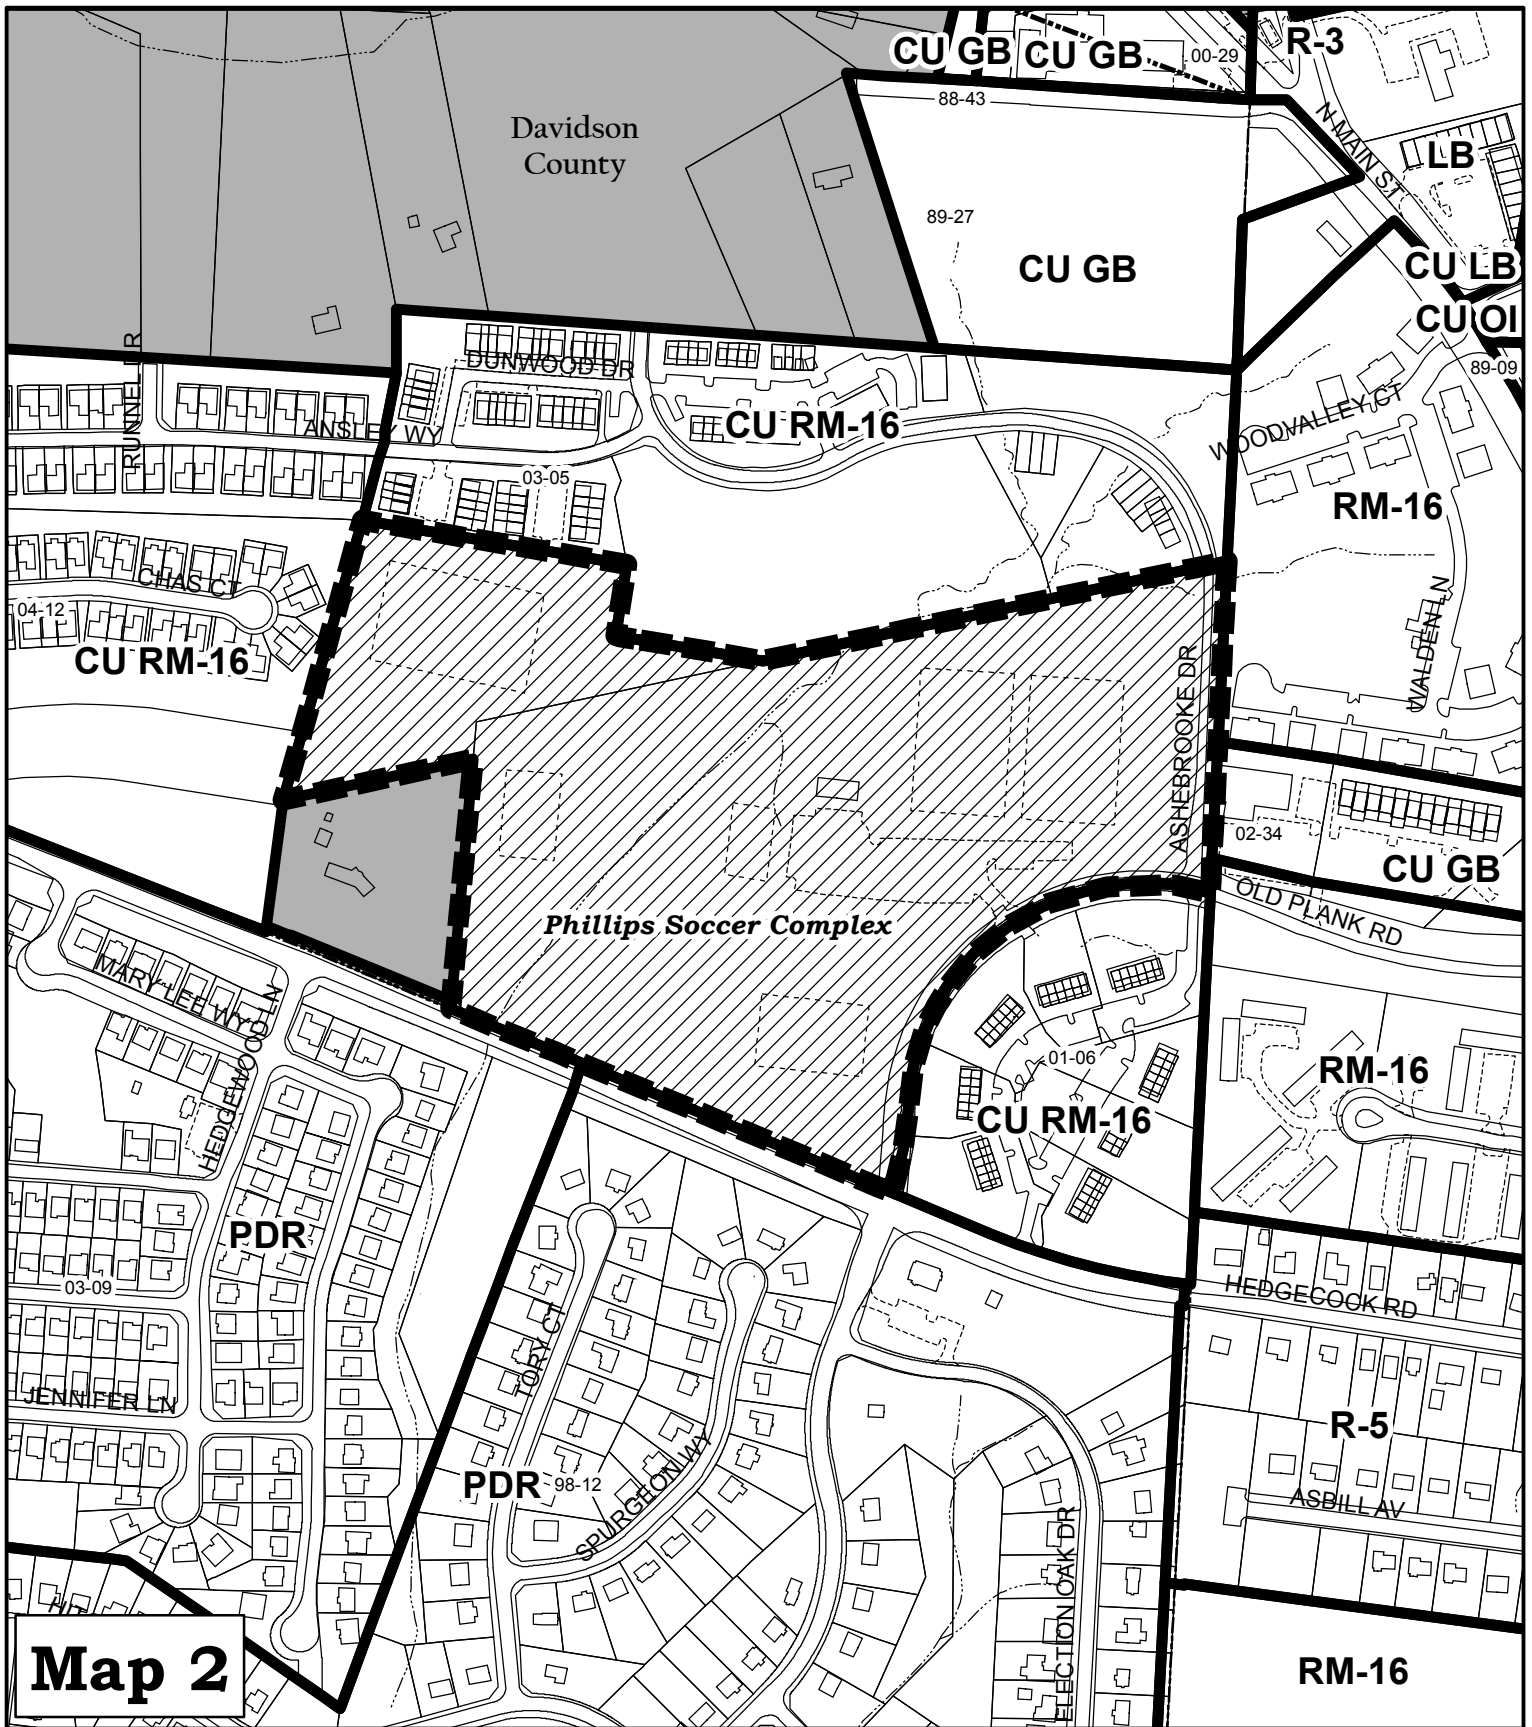 CU GB
CU GB
00-29
R-3
88-43
Davidson
County
N MAIN ST
LB
89-27
CU GB
CU LB
CU OI
89-09
RUNNEL DR
DUNWOOD DR
ANSLEY WY
CU RM-16
WOODVALLEY CT
03-05
RM-16
CHAS CT
04-12
CU RM-16
WALDEN LN
ASHEBROOKE DR
02-34
CU GB
OLD PLANK RD
Phillips Soccer Complex
MARY LEE WY
HEDGEWOOD LN
01-06
RM-16
CU RM-16
PDR
03-09
HEDGECOCK RD
TORY CT
JENNIFER LN
R-5
PDR
98-12
SPURGEON WY
ASBILL AV
ELECTION OAK DR
Map 2
RM-16